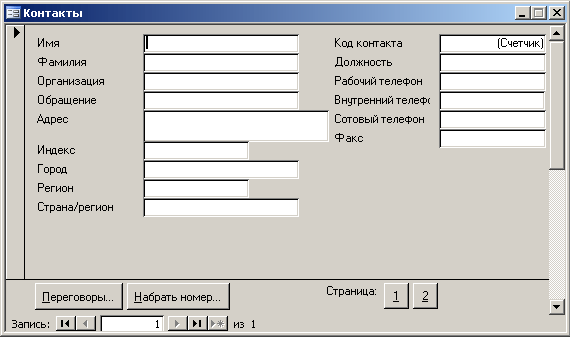 Контакты
Имя
Фамилия
Организация
Обращение
Адрес
Индекс
Город
Регион
Страна/регион
Код контакта (Счетчик)
Должность
Рабочий телефон
Внутренний телефо
Сотовый телефон
Факс
Переговоры... Набрать номер... Страница: 1 2
Запись: 1 из 1